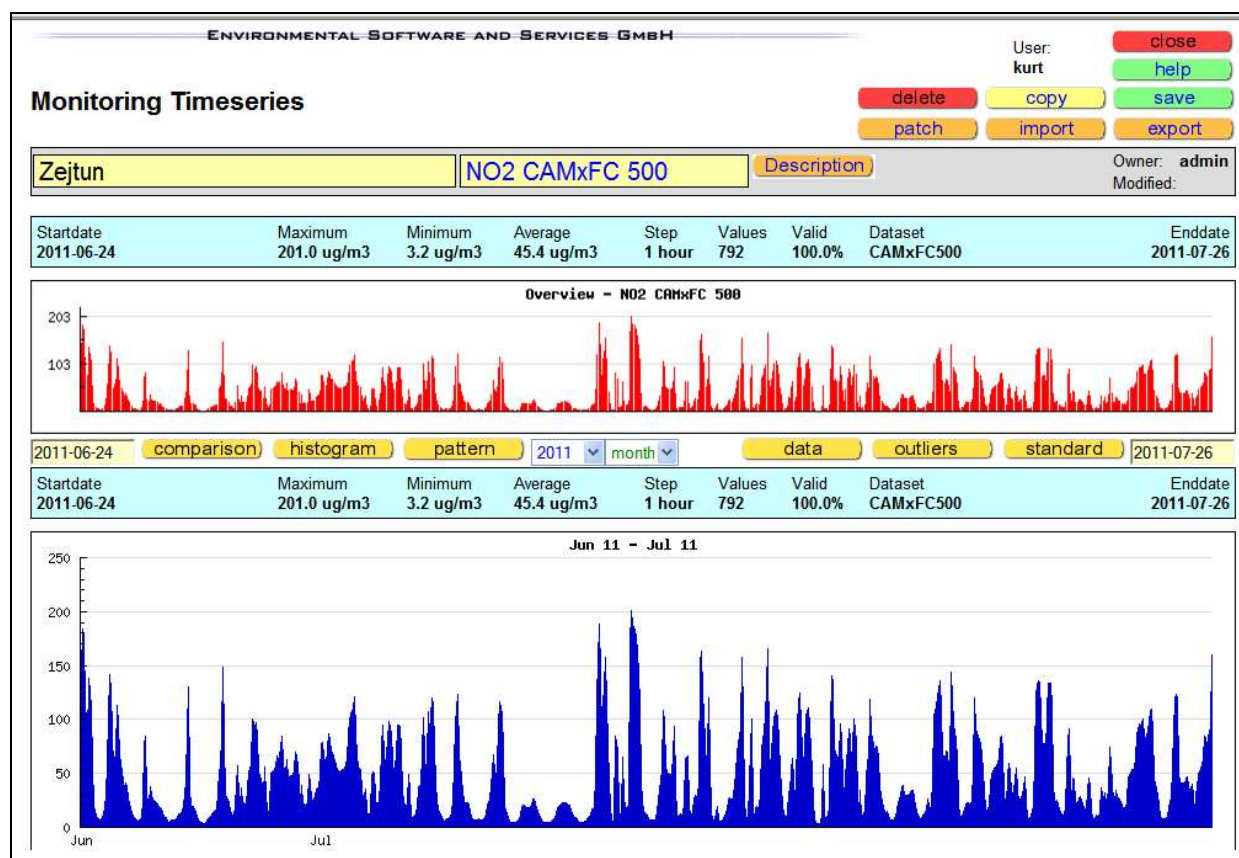 ENVIRONMENTAL SOFTWARE AND SERVICES GMBH
User:
kurt
close
help
Monitoring Timeseries
delete copy save
patch import export
Zejtun NO2 CAMxFC 500 Description Owner: admin
Modified:
Startdate Maximum Minimum Average Step Values Valid Dataset Enddate
2011-06-24 201.0 ug/m3 3.2 ug/m3 45.4 ug/m3 1 hour 792 100.0% CAMxFC500 2011-07-26
Overview - NO2 CAMxFC 500
203
103
2011-06-24 comparison histogram pattern 2011 month data outliers standard 2011-07-26
Startdate Maximum Minimum Average Step Values Valid Dataset Enddate
2011-06-24 201.0 ug/m3 3.2 ug/m3 45.4 ug/m3 1 hour 792 100.0% CAMxFC500 2011-07-26
Jun 11 - Jul 11
250
200
150
100
50
0
Jun Jul